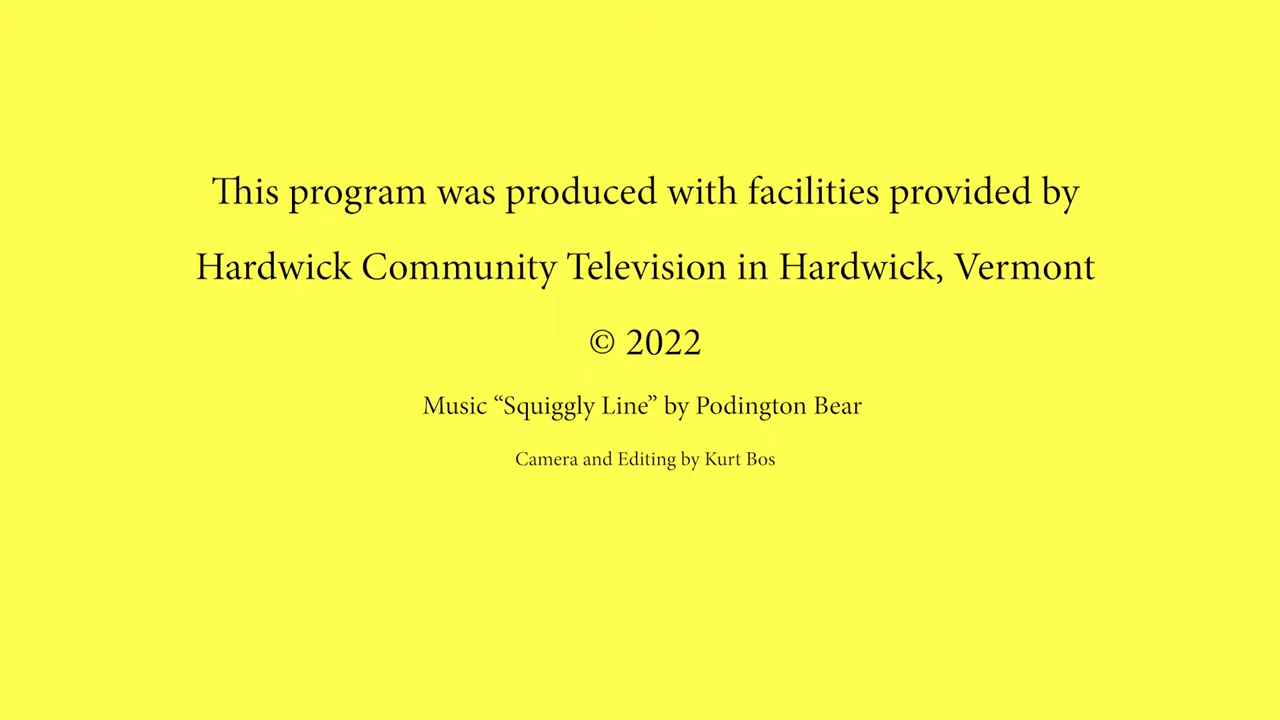 This program was produced with facilities provided by
Hardwick Community Television in Hardwick, Vermont
© 2022
Music “Squiggly Line” by Podington Bear
Camera and Editing by Kurt Bos